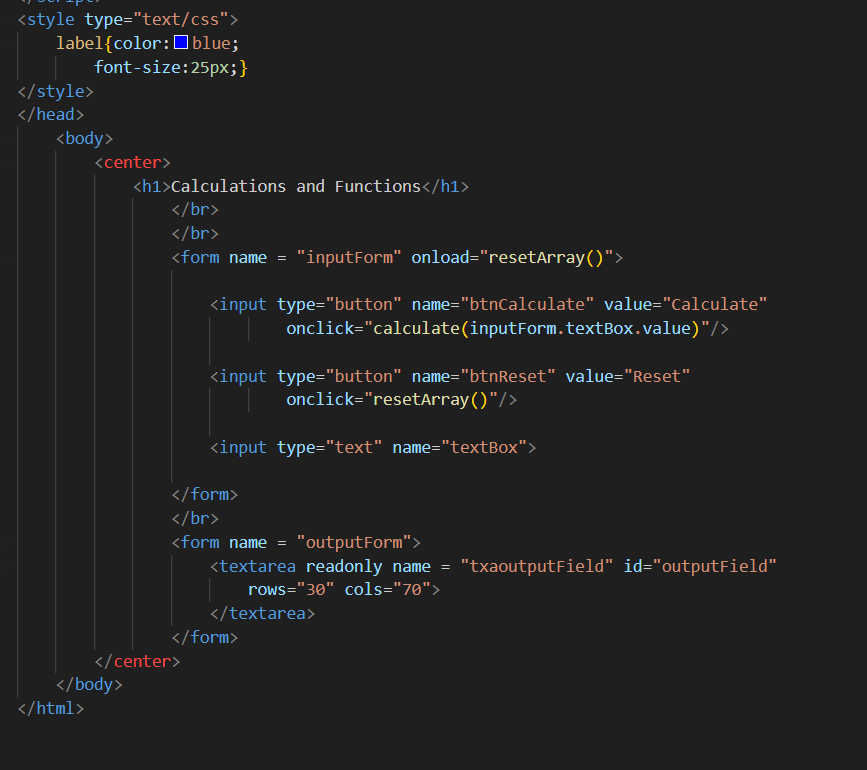 </script>
<style type="text/css">
label{color:blue;
font-size:25px;}
</style>
</head>
<body>
<center>
<h1>Calculations and Functions</h1>
</br>
</br>
<form name = "inputForm" onload="resetArray()">
<input type="button" name="btnCalculate" value="Calculate"
onclick="calculate(inputForm.textBox.value)"/>
<input type="button" name="btnReset" value="Reset"
onclick="resetArray()"/>
<input type="text" name="textBox">
</form>
</br>
<form name = "outputForm">
<textarea readonly name = "txaoutputField" id="outputField"
rows="30" cols="70">
</textarea>
</form>
</center>
</body>
</html>